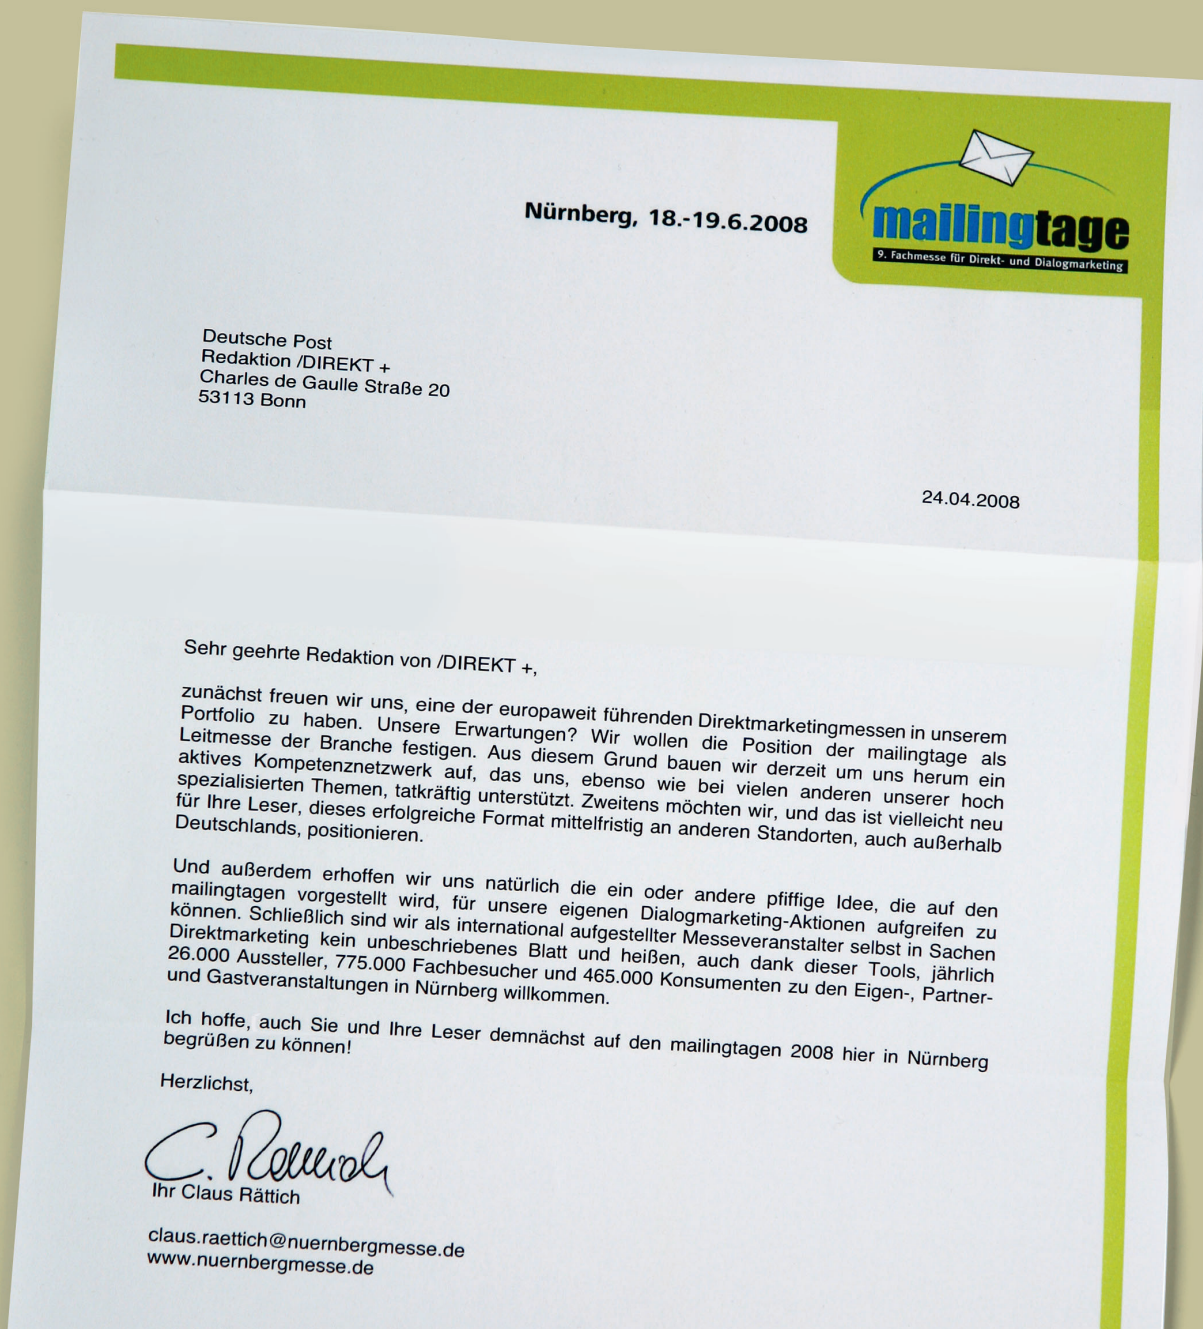 Nürnberg, 18.-19.6.2008
mailingtage
9. Fachmesse für Direkt- und Dialogmarketing
Deutsche Post
Redaktion /DIREKT +
Charles de Gaulle Straße 20
53113 Bonn
24.04.2008
Sehr geehrte Redaktion von /DIREKT +,
zunächst freuen wir uns, eine der europaweit führenden Direktmarketingmessen in unserem
Portfolio zu haben. Unsere Erwartungen? Wir wollen die Position der mailingtage als
Leitmesse der Branche festigen. Aus diesem Grund bauen wir derzeit um uns herum ein
aktives Kompetenznetzwerk auf, das uns, ebenso wie bei vielen anderen unserer hoch
spezialisierten Themen, tatkräftig unterstützt. Zweitens möchten wir, und das ist vielleicht neu
für Ihre Leser, dieses erfolgreiche Format mittelfristig an anderen Standorten, auch außerhalb
Deutschlands, positionieren.
Und außerdem erhoffen wir uns natürlich die ein oder andere pfiffige Idee, die auf den
mailingtagen vorgestellt wird, für unsere eigenen Dialogmarketing-Aktionen aufgreifen zu
können. Schließlich sind wir als international aufgestellter Messeveranstalter selbst in Sachen
Direktmarketing kein unbeschriebenes Blatt und heißen, auch dank dieser Tools, jährlich
26.000 Aussteller, 775.000 Fachbesucher und 465.000 Konsumenten zu den Eigen-, Partner-
und Gastveranstaltungen in Nürnberg willkommen.
Ich hoffe, auch Sie und Ihre Leser demnächst auf den mailingtagen 2008 hier in Nürnberg
begrüßen zu können!
Herzlichst,
C. Rättich
Ihr Claus Rättich
claus.raettich@nuernbergmesse.de
www.nuernbergmesse.de